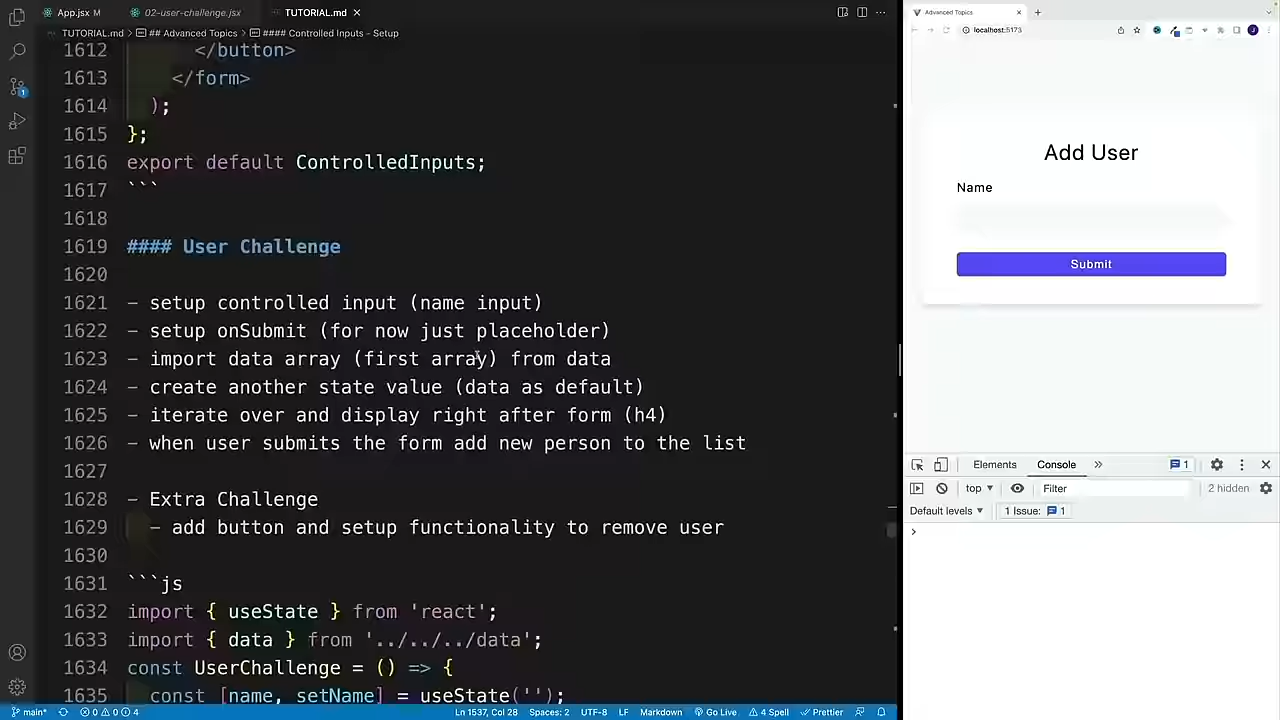 App.jsx M
02-user-challenge.jsx
TUTORIAL.md
TUTORIAL.md > ## Advanced Topics > #### Controlled Inputs - Setup
1612 </button>
1613 </form>
1614 );
1615 };
1616 export default ControlledInputs;
1617 ```
1618
1619 #### User Challenge
1620
1621 - setup controlled input (name input)
1622 - setup onSubmit (for now just placeholder)
1623 - import data array (first array) from data
1624 - create another state value (data as default)
1625 - iterate over and display right after form (h4)
1626 - when user submits the form add new person to the list
1627
1628 - Extra Challenge
1629 - add button and setup functionality to remove user
1630
1631 ```js
1632 import { useState } from 'react';
1633 import { data } from '../../../data';
1634 const UserChallenge = () => {
1635 const [name, setName] = useState('');
1
main*
0 0 4
Ln 1537, Col 28
Spaces: 2
UTF-8
LF
Markdown
Go Live
4 Spell
Prettier
Advanced Topics
localhost:5173
J
Add User
Name
Submit
Elements
Console
1
top
Filter
2 hidden
Default levels
1 Issue: 1